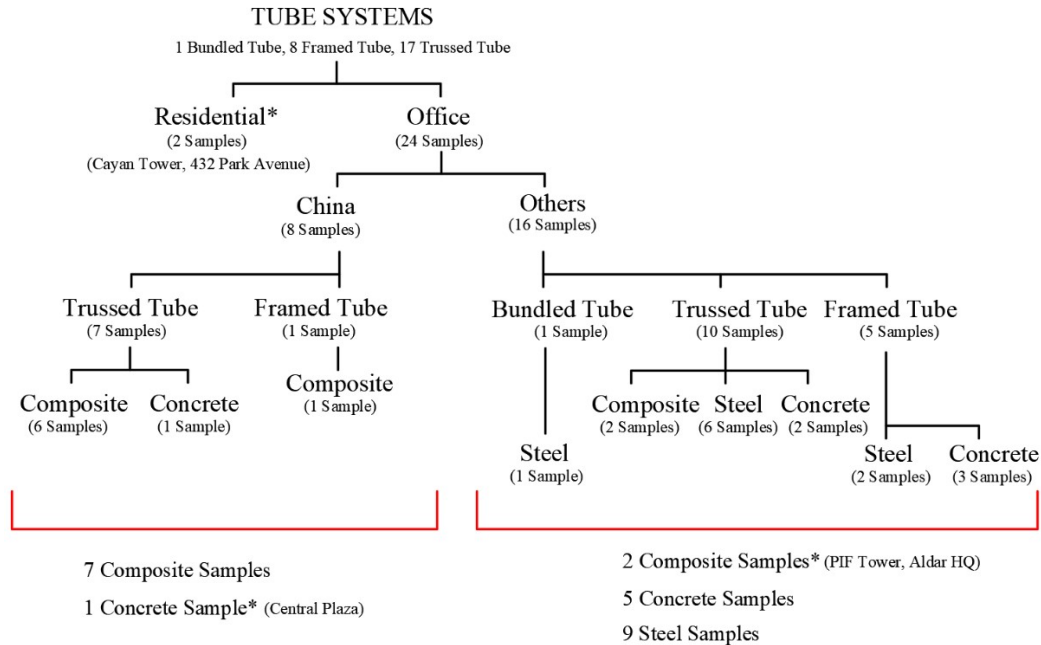 TUBE SYSTEMS
1 Bundled Tube, 8 Framed Tube, 17 Trussed Tube
Residential*
(2 Samples)
(Cayan Tower, 432 Park Avenue)
Office
(24 Samples)
China
(8 Samples)
Others
(16 Samples)
Trussed Tube
(7 Samples)
Framed Tube
(1 Sample)
Bundled Tube
(1 Sample)
Trussed Tube
(10 Samples)
Framed Tube
(5 Samples)
Composite
(6 Samples)
Concrete
(1 Sample)
Composite
(1 Sample)
Steel
(1 Sample)
Composite
(2 Samples)
Steel
(6 Samples)
Concrete
(2 Samples)
Steel
(2 Samples)
Concrete
(3 Samples)
7 Composite Samples
1 Concrete Sample* (Central Plaza)
2 Composite Samples* (PIF Tower, Aldar HQ)
5 Concrete Samples
9 Steel Samples